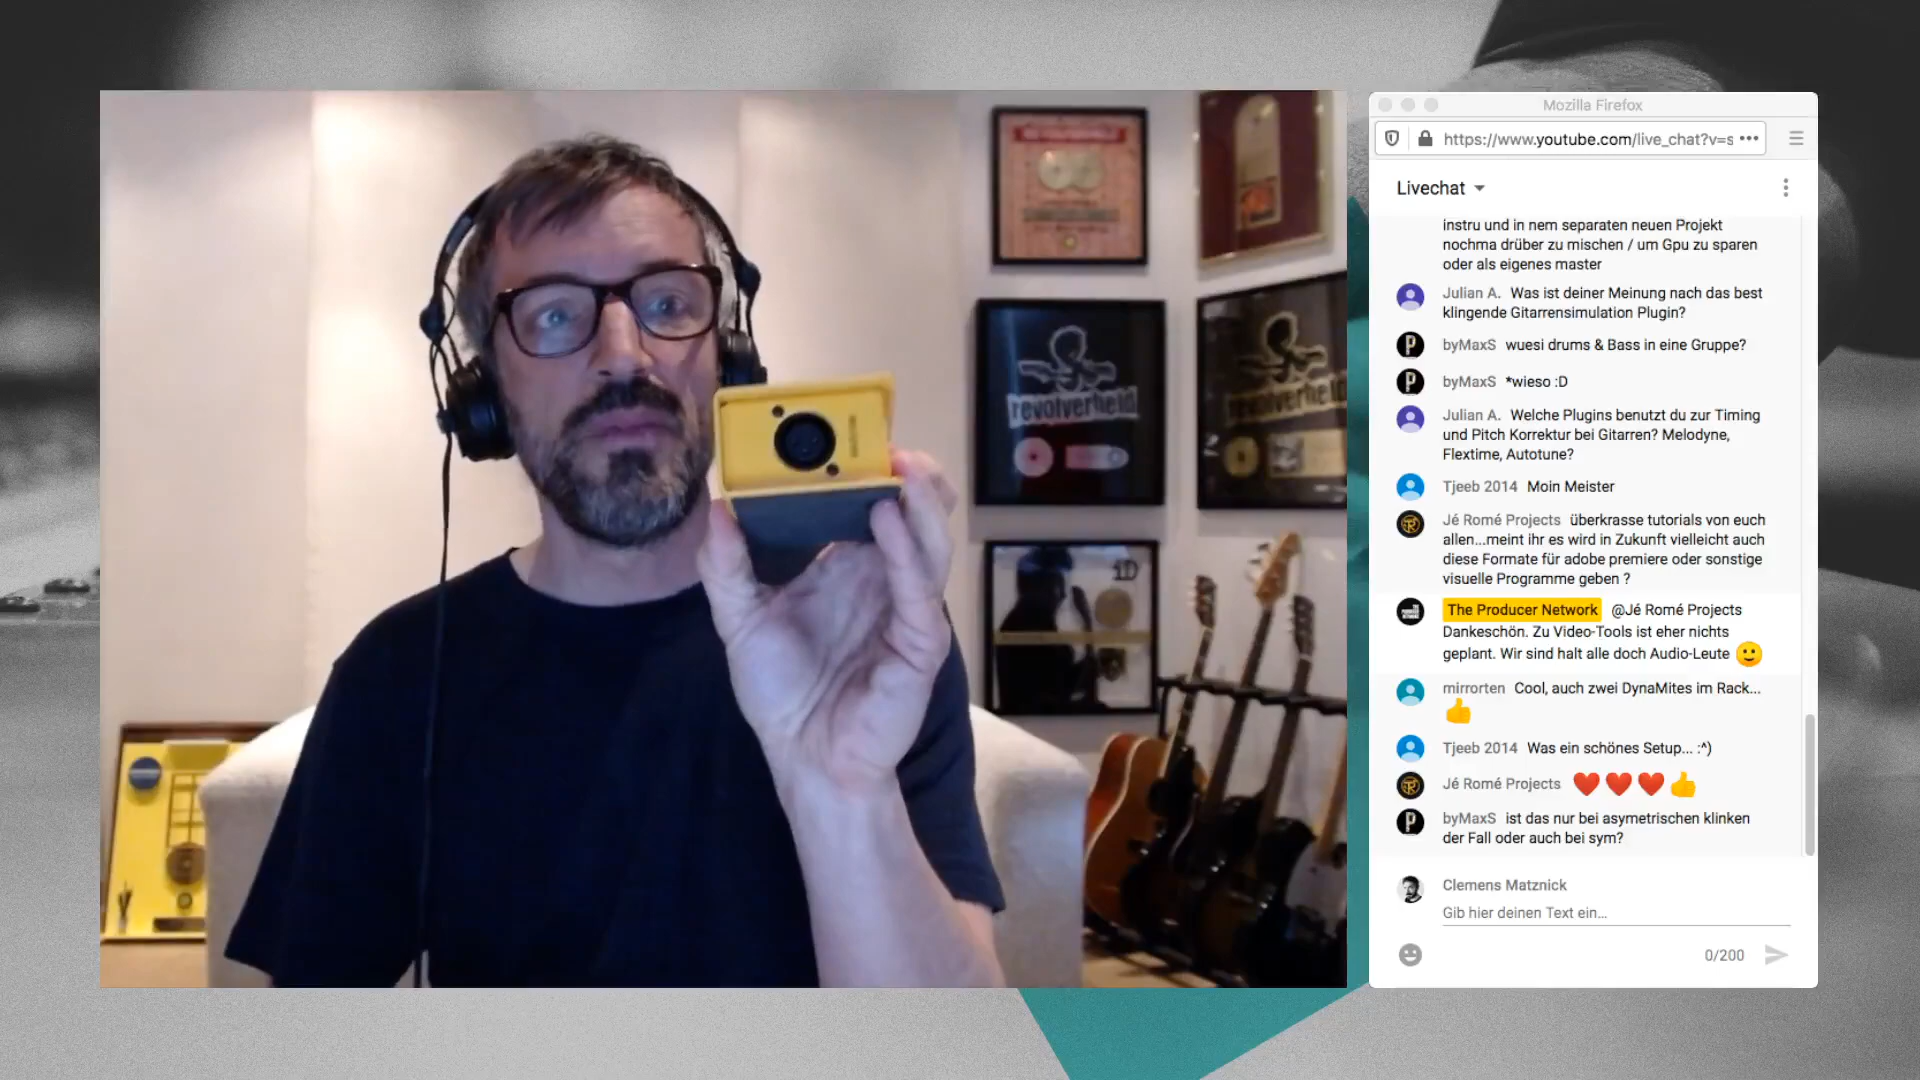 Mozilla Firefox
https://www.youtube.com/live_chat?v=s
Livechat
instru und in nem separaten neuen Projekt
nochma drüber zu mischen / um Gpu zu sparen
oder als eigenes master
Julian A. Was ist deiner Meinung nach das best
klingende Gitarrensimulation Plugin?
byMaxS wuesi drums & Bass in eine Gruppe?
byMaxS *wieso :D
Julian A. Welche Plugins benutzt du zur Timing
und Pitch Korrektur bei Gitarren? Melodyne,
Flextime, Autotune?
Tjeeb 2014 Moin Meister
Jé Romé Projects überkrasse tutorials von euch
allen...meint ihr es wird in Zukunft vielleicht auch
diese Formate für adobe premiere oder sonstige
visuelle Programme geben ?
The Producer Network @Jé Romé Projects
Dankeschön. Zu Video-Tools ist eher nichts
geplant. Wir sind halt alle doch Audio-Leute 🙂
mirrorten Cool, auch zwei DynaMites im Rack...
👍
Tjeeb 2014 Was ein schönes Setup... :^)
Jé Romé Projects ❤️❤️❤️👍
byMaxS ist das nur bei asymetrischen klinken
der Fall oder auch bei sym?
Clemens Matznick
Gib hier deinen Text ein...
0/200
revolverheld
revolverheld
1D